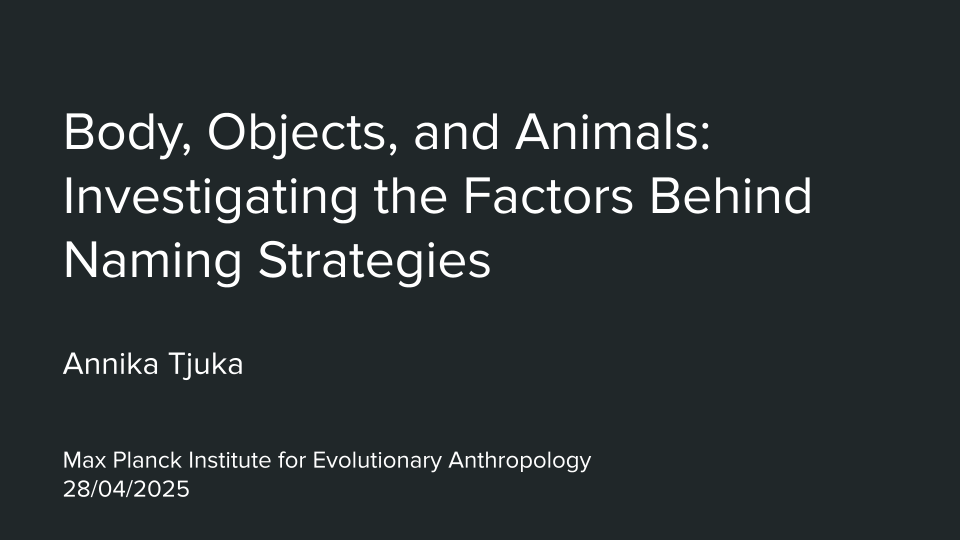 Body, Objects, and Animals:
Investigating the Factors Behind
Naming Strategies
Annika Tjuka
Max Planck Institute for Evolutionary Anthropology
28/04/2025